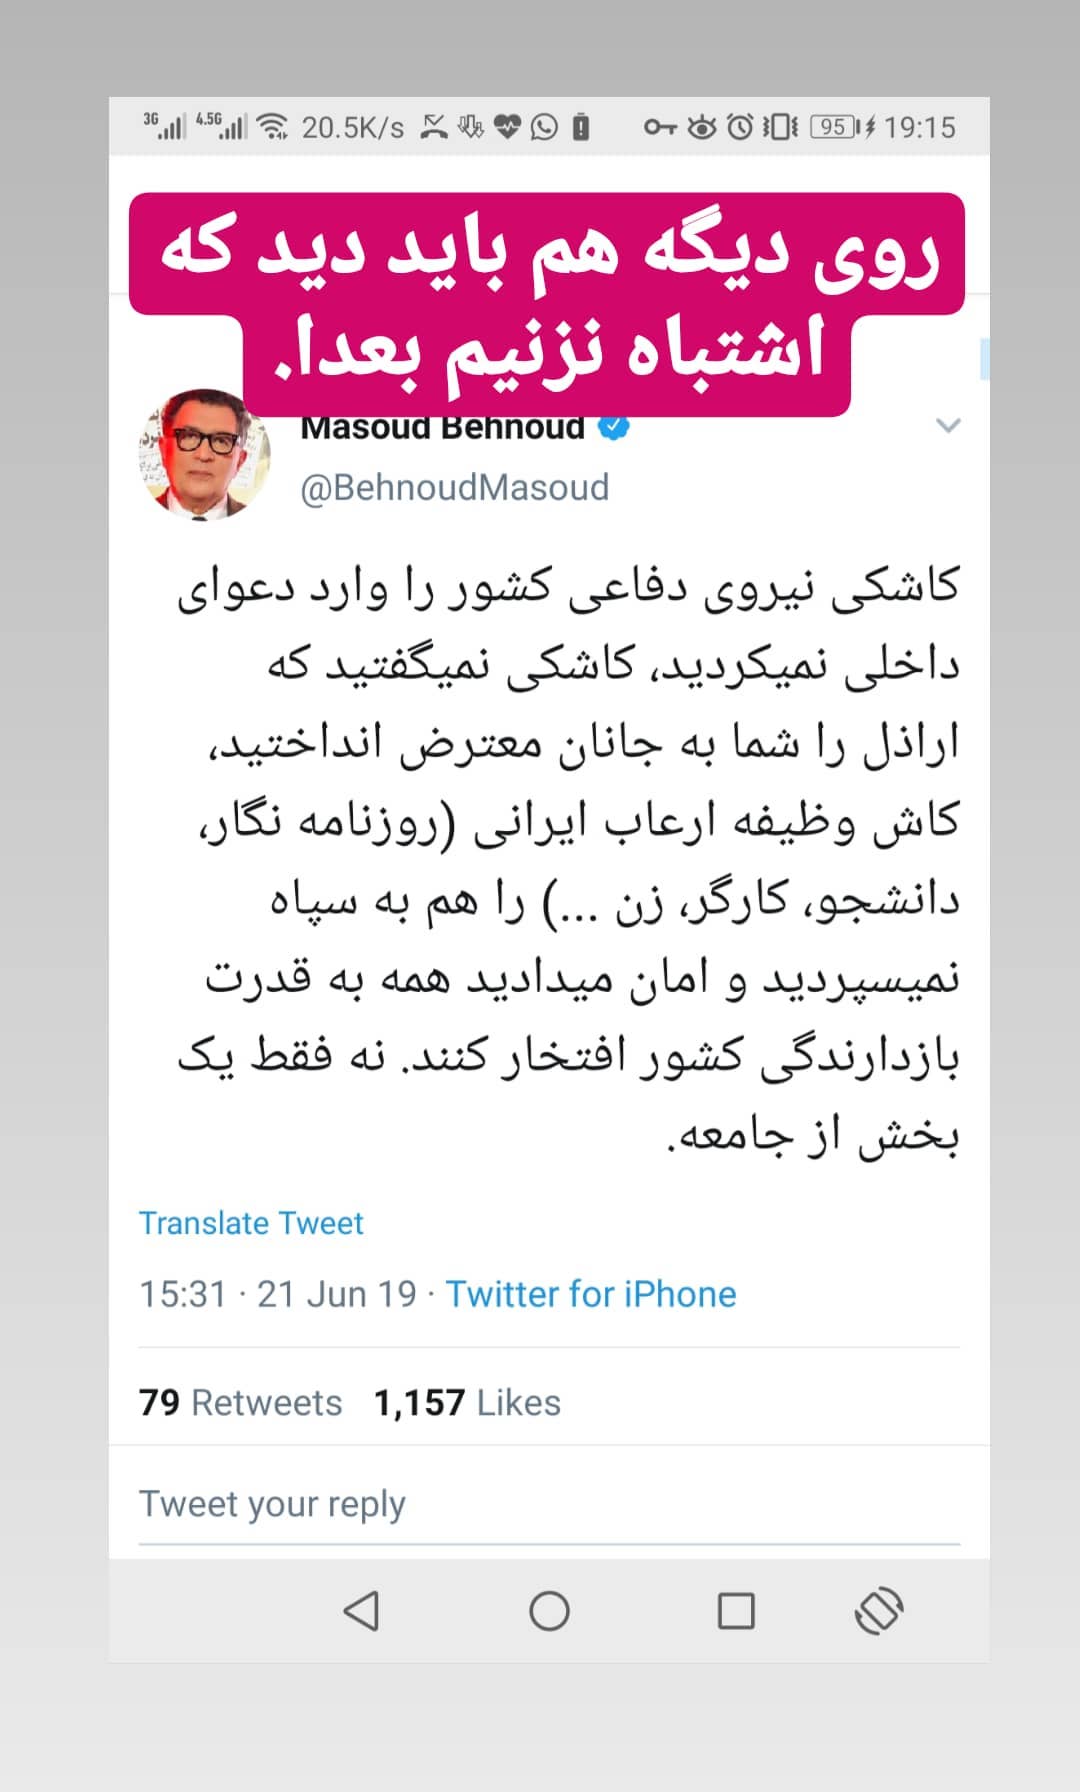 3G 4.5G 20.5K/s 95 19:15
روی دیگه هم باید دید که
اشتباه نزنیم بعدا.
Masoud Behnoud
@BehnoudMasoud
کاشکی نیروی دفاعی کشور را وارد دعوای
داخلی نمیکردید، کاشکی نمیگفتید که
اراذل را شما به جانان معترض انداختید،
کاش وظیفه ارعاب ایرانی (روزنامه نگار،
دانشجو، کارگر، زن ...) را هم به سپاه
نمیسپردید و امان میدادید همه به قدرت
بازدارندگی کشور افتخار کنند. نه فقط یک
بخش از جامعه.
Translate Tweet
15:31 · 21 Jun 19 · Twitter for iPhone
79 Retweets 1,157 Likes
Tweet your reply